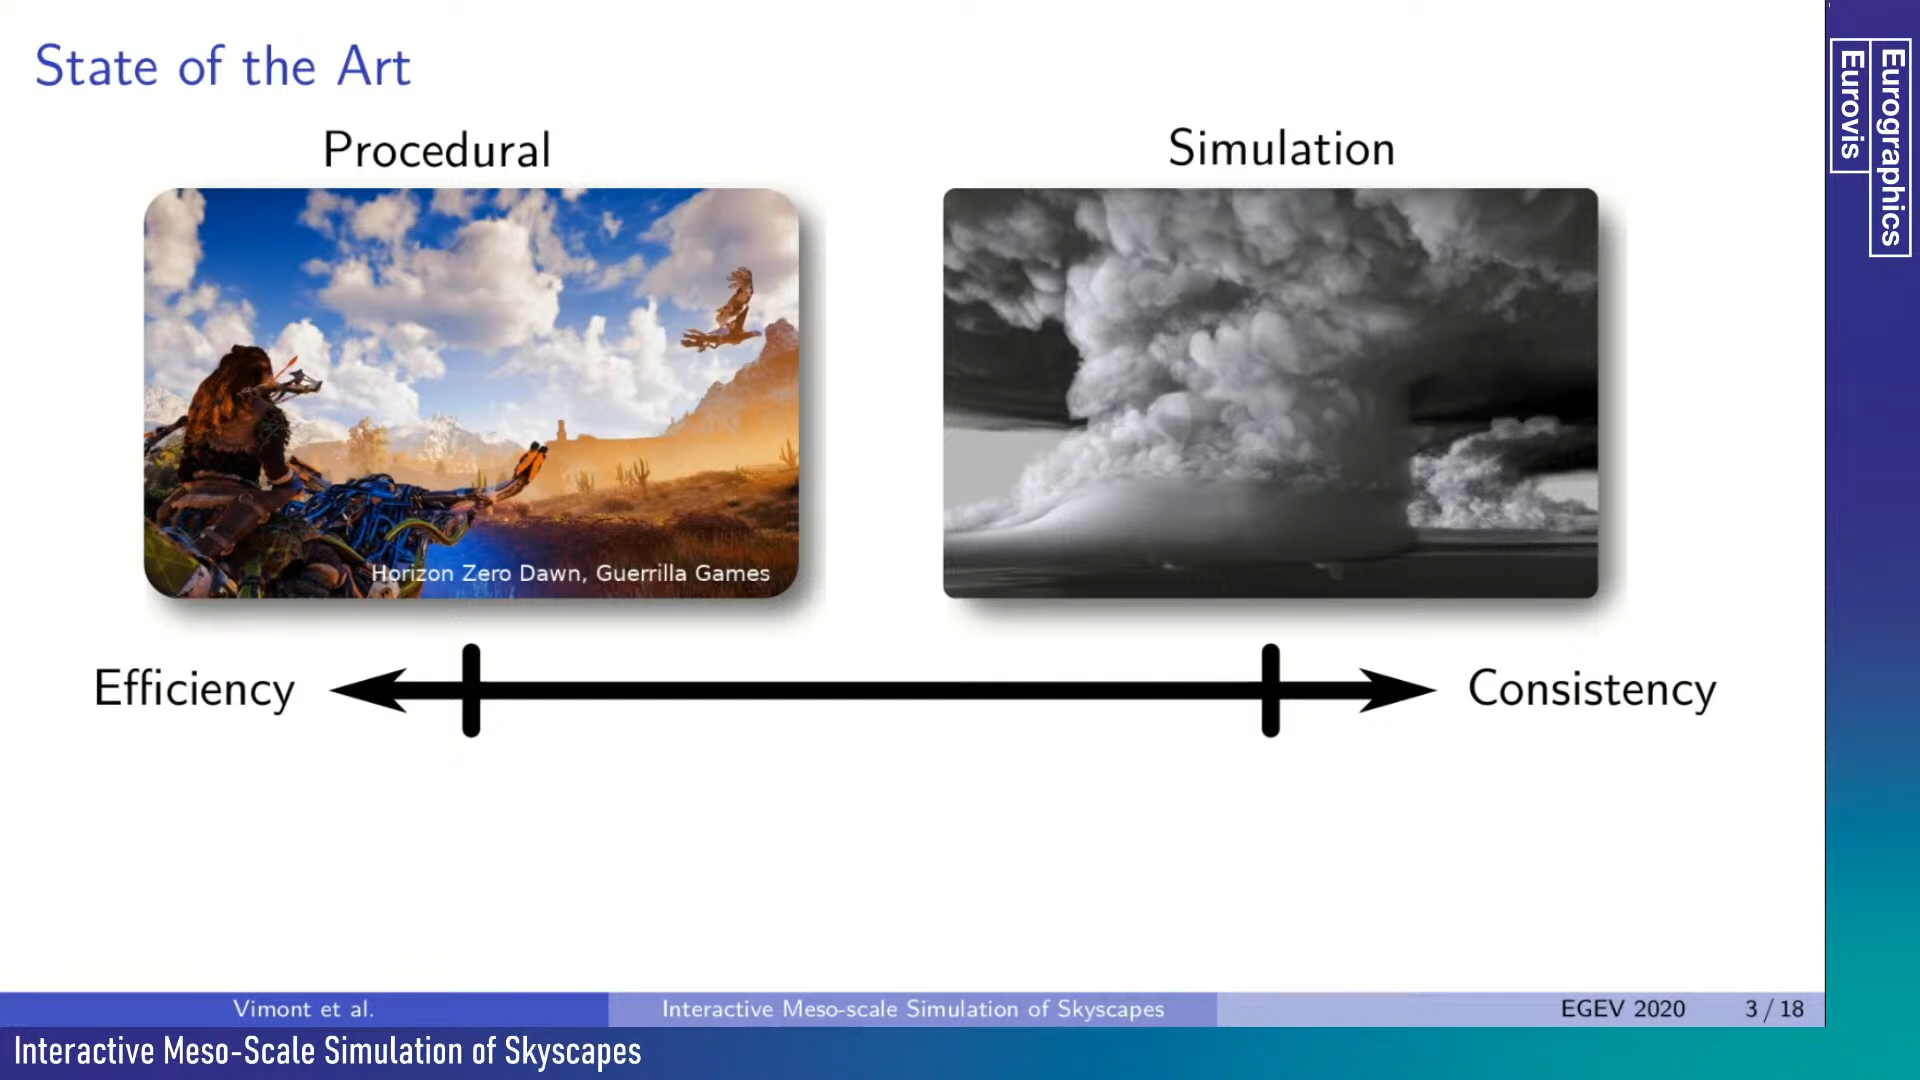 State of the Art
Procedural
Simulation
Horizon Zero Dawn, Guerrilla Games
Efficiency
Consistency
Vimont et al.
Interactive Meso-scale Simulation of Skyscapes
EGEV 2020
3 / 18
Interactive Meso-Scale Simulation of Skyscapes
Eurographics
Eurovis